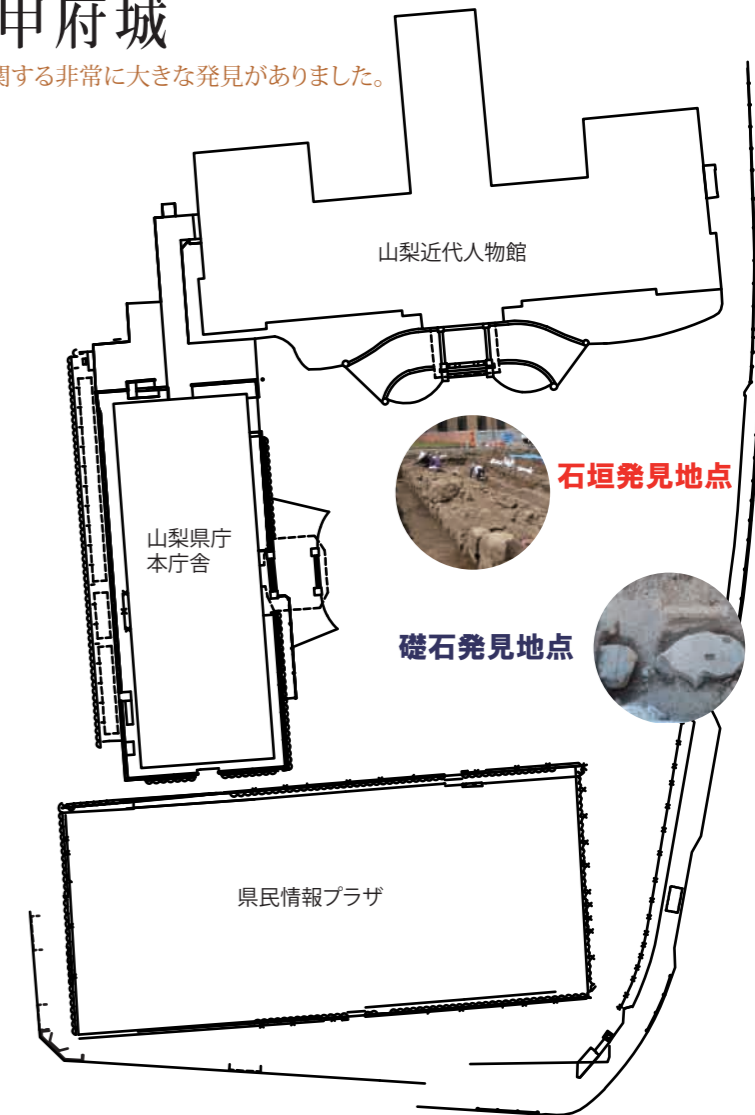 甲府城
関する非常に大きな発見がありました。
山梨近代人物館
石垣発見地点
山梨県庁
本庁舎
礎石発見地点
県民情報プラザ